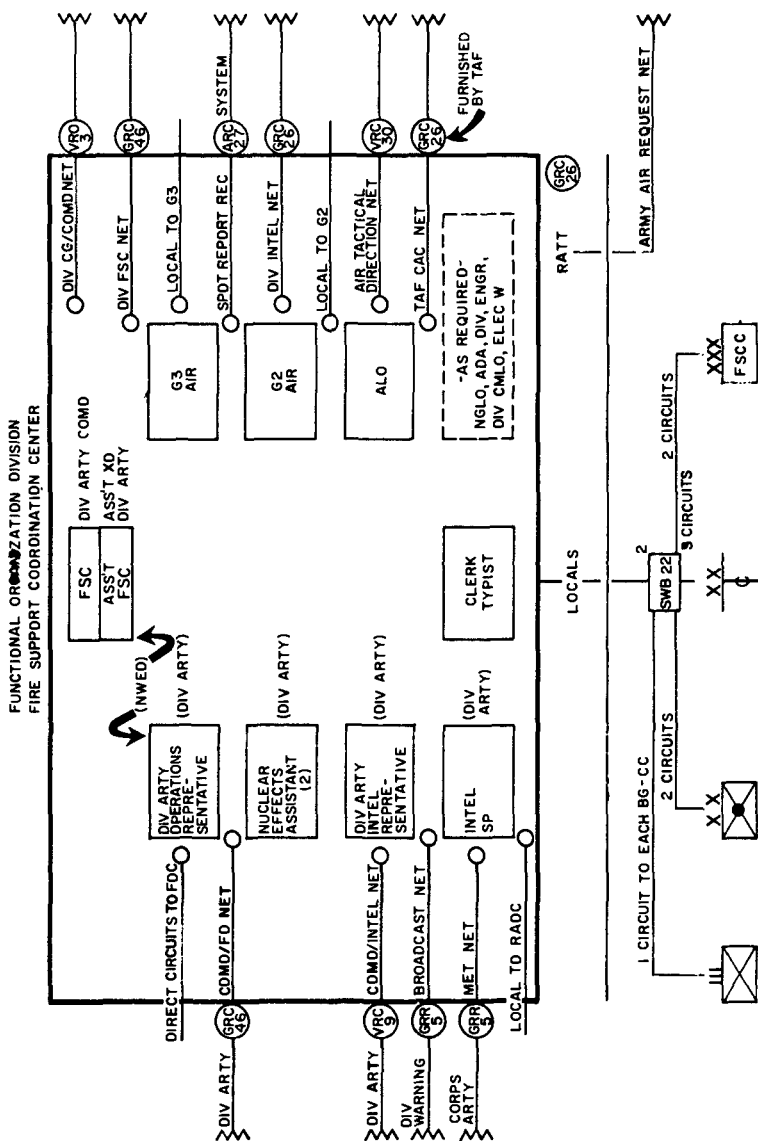 FUNCTIONAL ORGANIZATION DIVISION
FIRE SUPPORT COORDINATION CENTER
(NWED)
FSC
DIV ARTY COMD
ASS'T
FSC
ASS'T XO
DIV ARTY
DIV CG/COMD NET
VRO
3
DIV FSC NET
GRC
46
DIRECT CIRCUITS TO FDC
DIV ARTY
OPERATIONS
REPRE-
SENTATIVE
(DIV ARTY)
G3
AIR
LOCAL TO G3
DIV ARTY
GRC
46
COMD/FD NET
SPOT REPORT REC
ARC
27
SYSTEM
NUCLEAR
EFFECTS
ASSISTANT
(2)
(DIV ARTY)
G2
AIR
DIV INTEL NET
GRC
26
LOCAL TO G2
DIV ARTY
VRC
9
COMD/INTEL NET
DIV ARTY
INTEL
REPRE-
SENTATIVE
(DIV ARTY)
ALO
AIR TACTICAL
DIRECTION NET
VRC
30
DIV
WARNING
GRR
5
BROADCAST NET
TAF CAC NET
GRC
26
FURNISHED
BY TAF
CORPS
ARTY
GRR
5
MET NET
INTEL
SP
(DIV
ARTY)
CLERK
TYPIST
-AS REQUIRED-
NGLO, ADA, DIV, ENGR,
DIV CMLO, ELEC W
LOCAL TO RADC
LOCALS
RATT
GRC
26
ARMY AIR REQUEST NET
1 CIRCUIT TO EACH BG-CC
2 CIRCUITS
SWB 22
2
2 CIRCUITS
3 CIRCUITS
III
XX
XX
C
XXX
FSCC